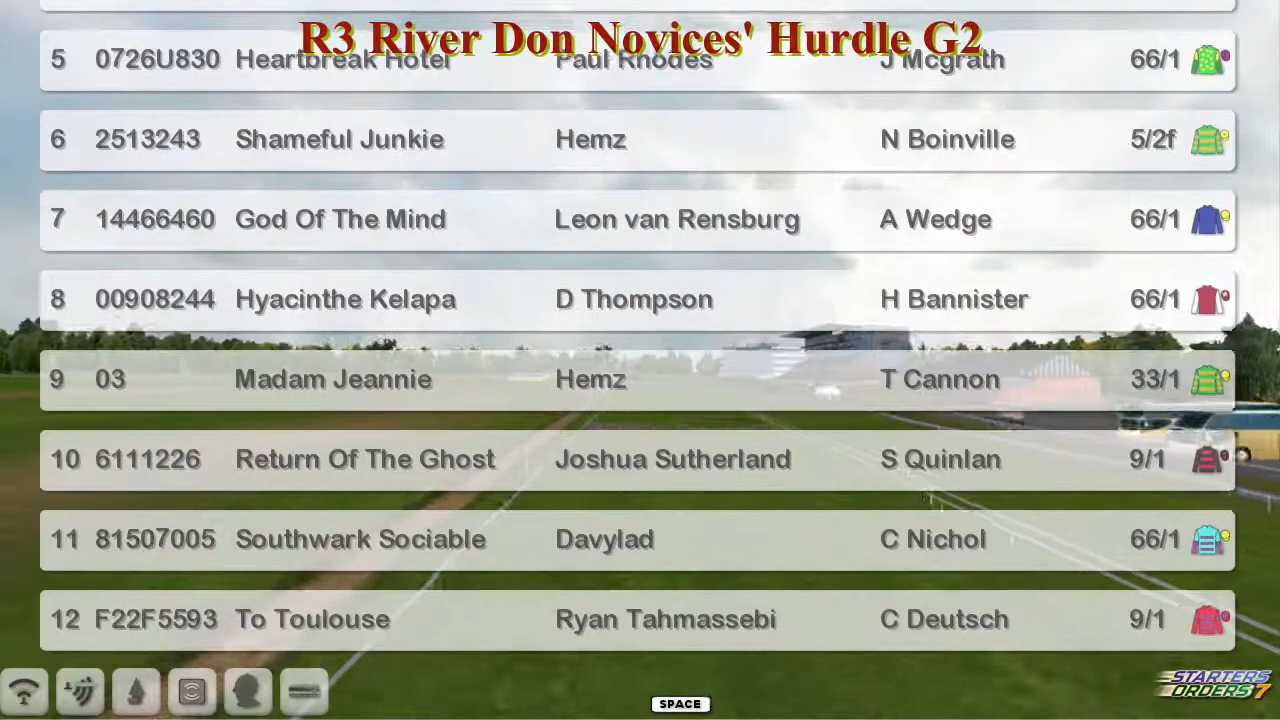 R3 River Don Novices' Hurdle G2
5 0726U830 Heartbreak Hotel Paul Rhodes J Mcgrath 66/1
6 2513243 Shameful Junkie Hemz N Boinville 5/2f
7 14466460 God Of The Mind Leon van Rensburg A Wedge 66/1
8 00908244 Hyacinthe Kelapa D Thompson H Bannister 66/1
9 03 Madam Jeannie Hemz T Cannon 33/1
10 6111226 Return Of The Ghost Joshua Sutherland S Quinlan 9/1
11 81507005 Southwark Sociable Davylad C Nichol 66/1
12 F22F5593 To Toulouse Ryan Tahmassebi C Deutsch 9/1
SPACE
STARTERS
ORDERS 7